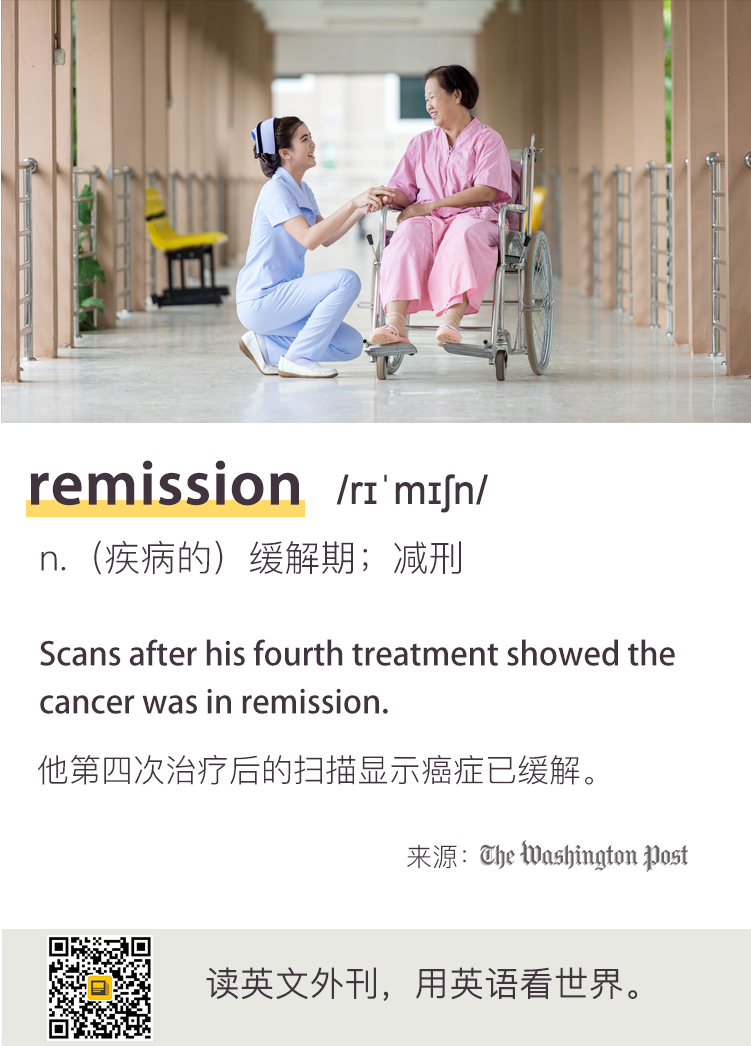 remission /rɪˈmɪʃn/
n.（疾病的）缓解期；减刑
Scans after his fourth treatment showed the
cancer was in remission.
他第四次治疗后的扫描显示癌症已缓解。
来源：The Washington Post
读英文外刊，用英语看世界。